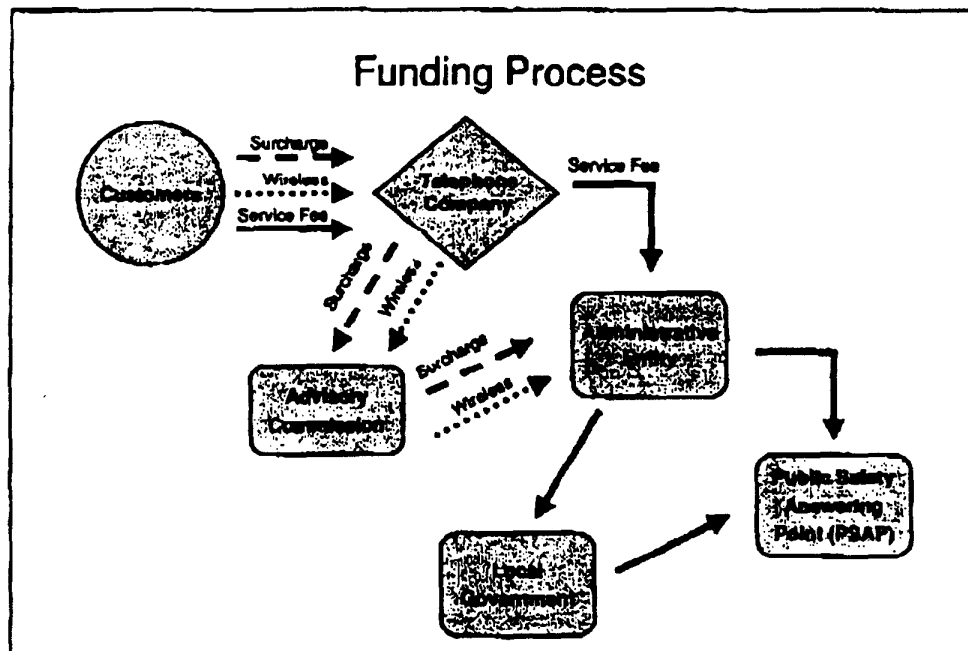 Funding Process
Surcharge
Wireless
Service Fee
Customers
Telephone
Company
Service Fee
Surcharge
Wireless
Administrative
Entity
Surcharge
Wireless
Advisory
Commission
Public Safety
Answering
Point (PSAP)
Local
Government